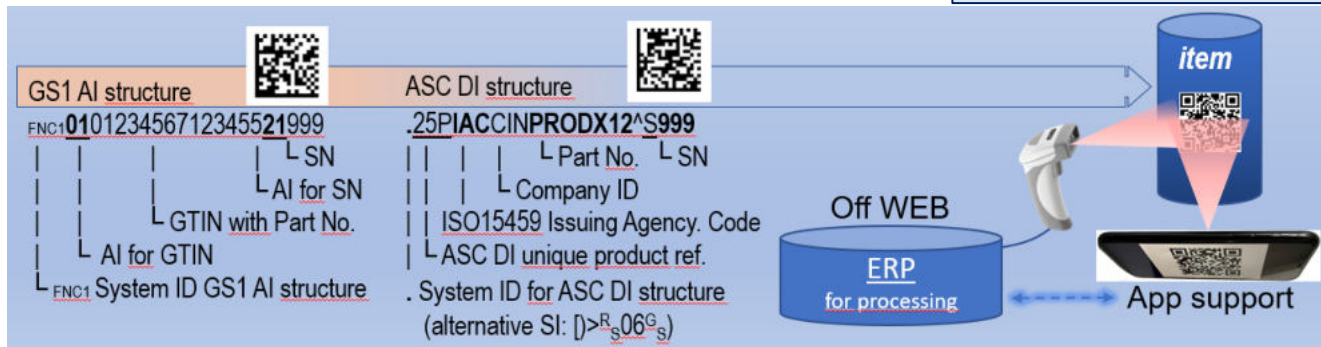 GS1 AI structure
FNC1010123456712345521999
SN
AI for SN
GTIN with Part No.
AI for GTIN
FNC1 System ID GS1 AI structure
ASC DI structure
.25PIACCINPRODX12^S999
Part No.
SN
Company ID
ISO15459 Issuing Agency. Code
ASC DI unique product ref.
. System ID for ASC DI structure
(alternative SI: [)>RS06GS)
item
Off WEB
ERP
for processing
App support